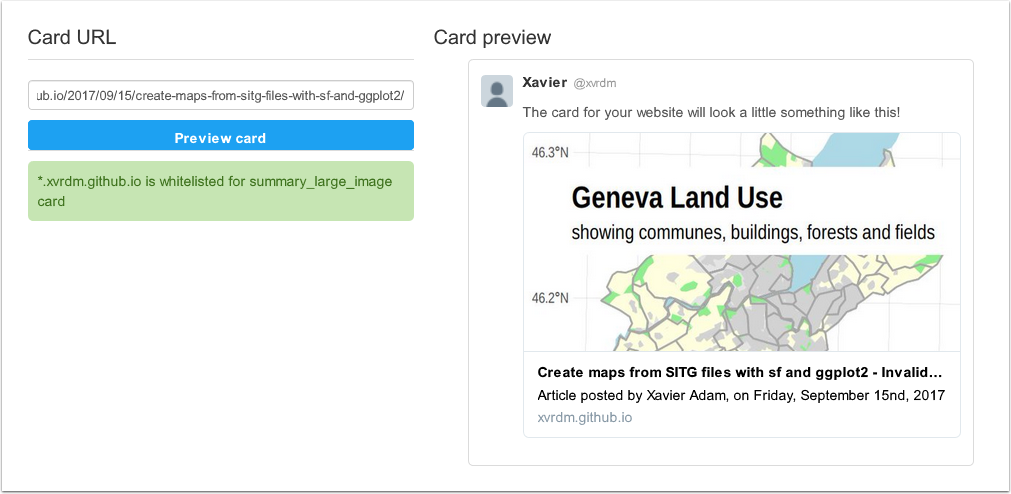 Card URL
ub.io/2017/09/15/create-maps-from-sitg-files-with-sf-and-ggplot2/
Preview card
*.xvrdm.github.io is whitelisted for summary_large_image
card
Card preview
Xavier @xvrdm
The card for your website will look a little something like this!
46.3°N
Geneva Land Use
showing communes, buildings, forests and fields
46.2°N
Create maps from SITG files with sf and ggplot2 - Invalid…
Article posted by Xavier Adam, on Friday, September 15nd, 2017
xvrdm.github.io